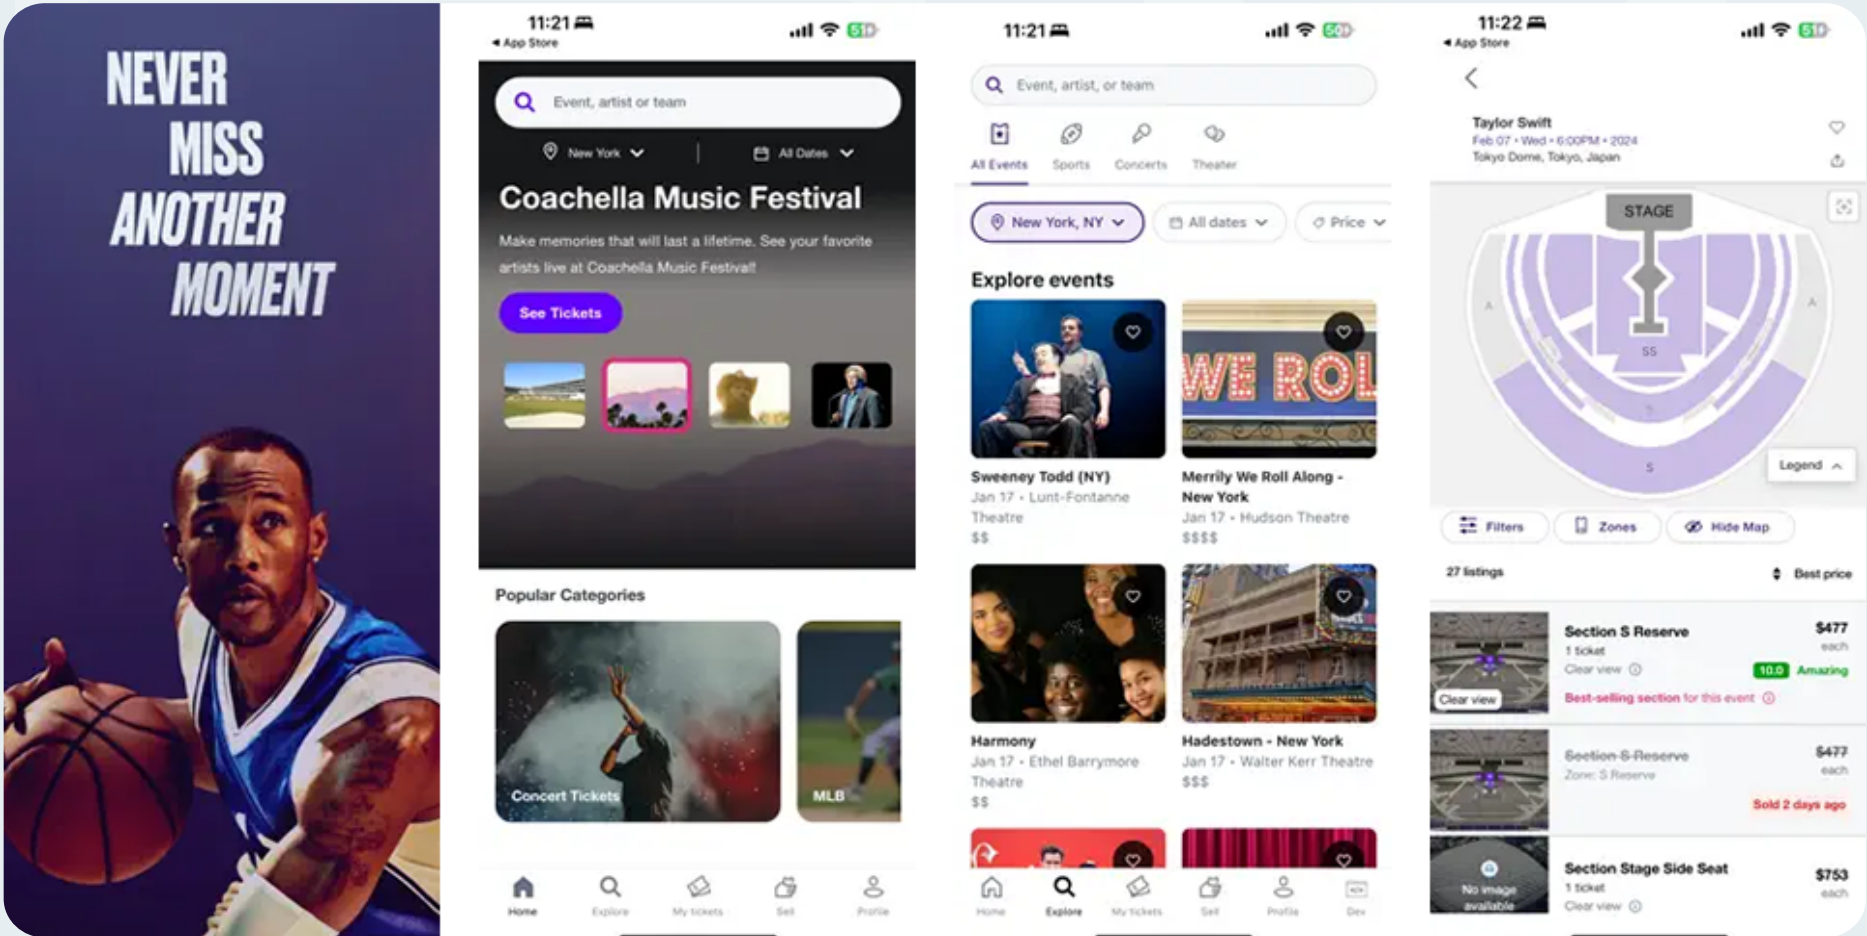 NEVER
MISS
ANOTHER
MOMENT
11:21
51
App Store
Event, artist or team
New York
All Dates
Coachella Music Festival
Make memories that will last a lifetime. See your favorite
artists live at Coachella Music Festival!
See Tickets
Popular Categories
Concert Tickets
MLB
Home
Explore
My tickets
Sell
Profile
11:21
50
Event, artist, or team
All Events
Sports
Concerts
Theater
New York, NY
All dates
Price
Explore events
WE ROL
Sweeney Todd (NY)
Jan 17 • Lunt-Fontanne
Theatre
$$
Merrily We Roll Along -
New York
Jan 17 • Hudson Theatre
$$$$
Harmony
Jan 17 • Ethel Barrymore
Theatre
$$
Hadestown - New York
Jan 17 • Walter Kerr Theatre
$$$
Home
Explore
My tickets
Sell
Profile
Dev
11:22
51
App Store
Taylor Swift
Feb 07 • Wed • 6:00PM • 2024
Tokyo Dome, Tokyo, Japan
STAGE
A
A
SS
S
S
Legend
Filters
Zones
Hide Map
27 listings
Best price
Clear view
Section S Reserve
$477
1 ticket
each
Clear view
10.0 Amazing
Best-selling section for this event
Section S Reserve
$477
Zone: S Reserve
each
Sold 2 days ago
No image
available
Section Stage Side Seat
$753
1 ticket
each
Clear view